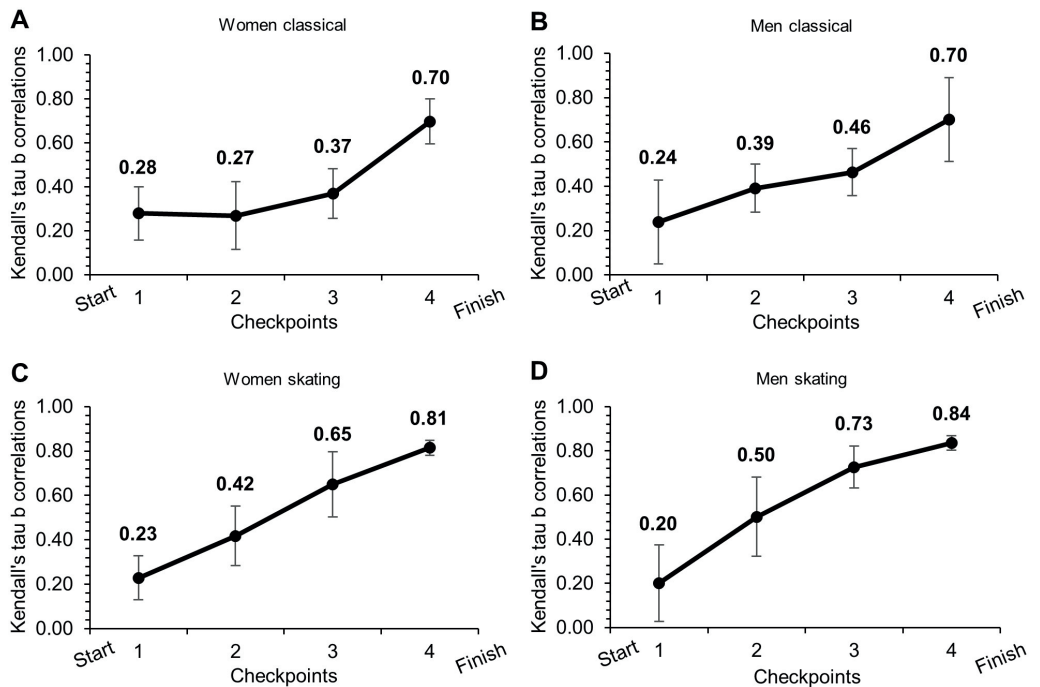 A
Women classical
Kendall's tau b correlations
1.00
0.80
0.60
0.40
0.20
0.00
0.28
0.27
0.37
0.70
Start 1 2 3 4 Finish
Checkpoints
B
Men classical
Kendall's tau b correlations
1.00
0.80
0.60
0.40
0.20
0.00
0.24
0.39
0.46
0.70
Start 1 2 3 4 Finish
Checkpoints
C
Women skating
Kendall's tau b correlations
1.00
0.80
0.60
0.40
0.20
0.00
0.23
0.42
0.65
0.81
Start 1 2 3 4 Finish
Checkpoints
D
Men skating
Kendall's tau b correlations
1.00
0.80
0.60
0.40
0.20
0.00
0.20
0.50
0.73
0.84
Start 1 2 3 4 Finish
Checkpoints